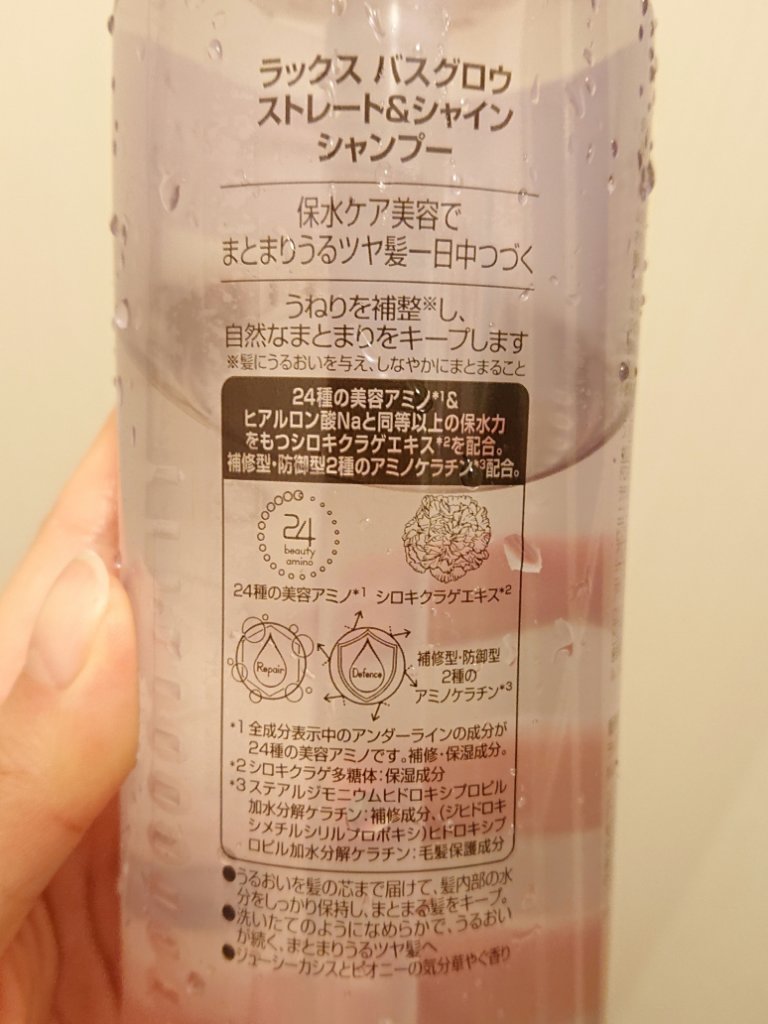 ラックス バスグロウ
ストレート&シャイン
シャンプー
保水ケア美容で
まとまりうるツヤ髪一日中つづく
うねりを補整※し、
自然なまとまりをキープします
※髪にうるおいを与え、しなやかにまとまること
24種の美容アミン*1&
ヒアルロン酸Naと同等以上の保水力
をもつシロキクラゲエキス*2を配合。
補修型・防御型2種のアミノケラチン*3配合。
24
beauty
amino
24種の美容アミノ*1 シロキクラゲエキス*2
Repair
Defence
補修型・防御型
2種の
アミノケラチン*3
*1 全成分表示中のアンダーラインの成分が
24種の美容アミノです。補修・保湿成分。
*2 シロキクラゲ多糖体：保湿成分
*3 ステアルジモニウムヒドロキシプロピル
加水分解ケラチン：補修成分、(ジヒドロキ
シメチルシリルプロポキシ)ヒドロキシプ
ロピル加水分解ケラチン：毛髪保護成分
●うるおいを髪の芯まで届けて、髪内部の水
分をしっかり保持し、まとまる髪をキープ。
●洗いたてのようになめらかで、うるおい
が続く、まとまりうるツヤ髪へ
●ジューシーカシスとピオニーの気分華やぐ香り